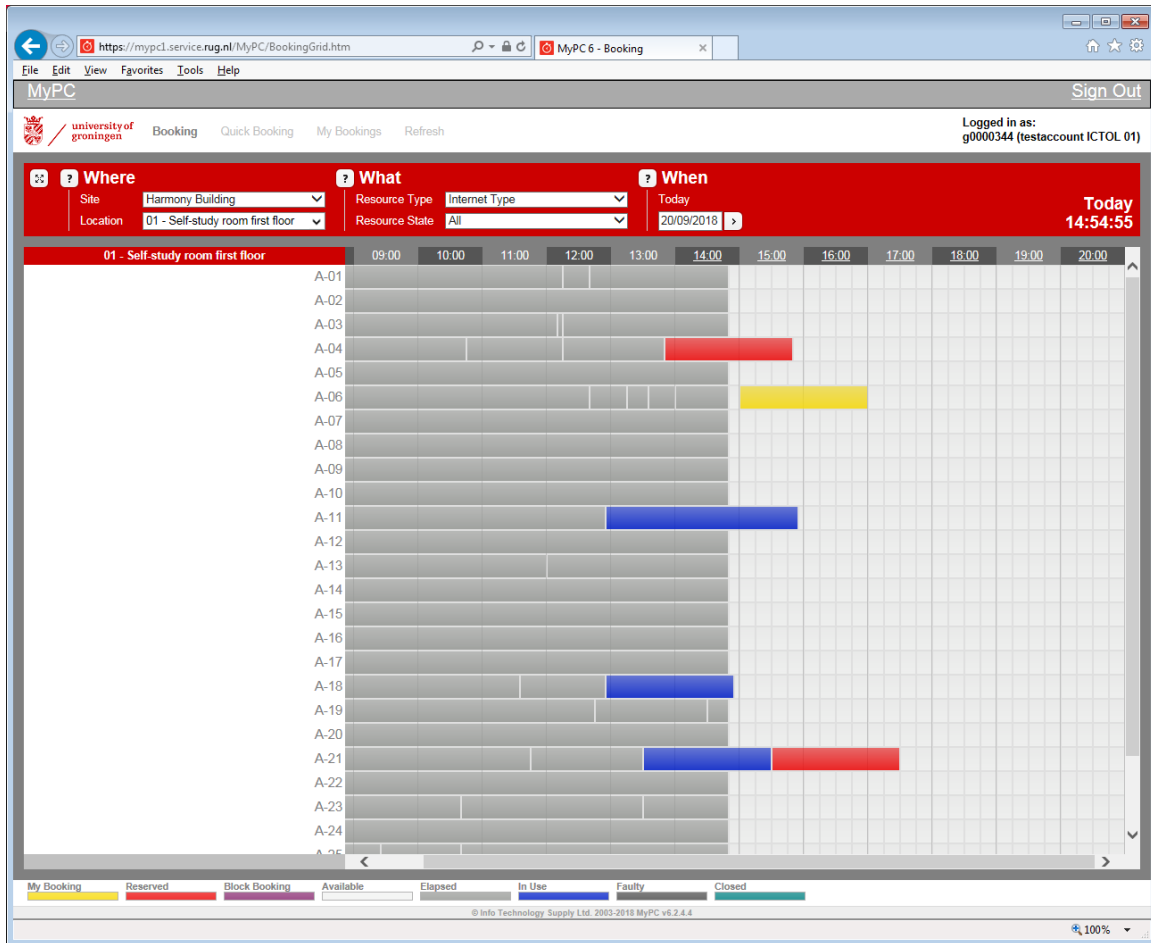 https://mypc1.service.rug.nl/MyPC/BookingGrid.htm
MyPC 6 - Booking
File Edit View Favorites Tools Help
MyPC
Sign Out
university of
groningen
Booking Quick Booking My Bookings Refresh
Logged in as:
g0000344 (testaccount ICTOL 01)
? Where ? What ? When
Site Harmony Building Resource Type Internet Type Today
Location 01 - Self-study room first floor Resource State All 20/09/2018 >
Today
14:54:55
01 - Self-study room first floor 09:00 10:00 11:00 12:00 13:00 14:00 15:00 16:00 17:00 18:00 19:00 20:00
A-01
A-02
A-03
A-04
A-05
A-06
A-07
A-08
A-09
A-10
A-11
A-12
A-13
A-14
A-15
A-16
A-17
A-18
A-19
A-20
A-21
A-22
A-23
A-24
A-25
My Booking Reserved Block Booking Available Elapsed In Use Faulty Closed
© Info Technology Supply Ltd. 2003-2018 MyPC v6.2.4.4
100%